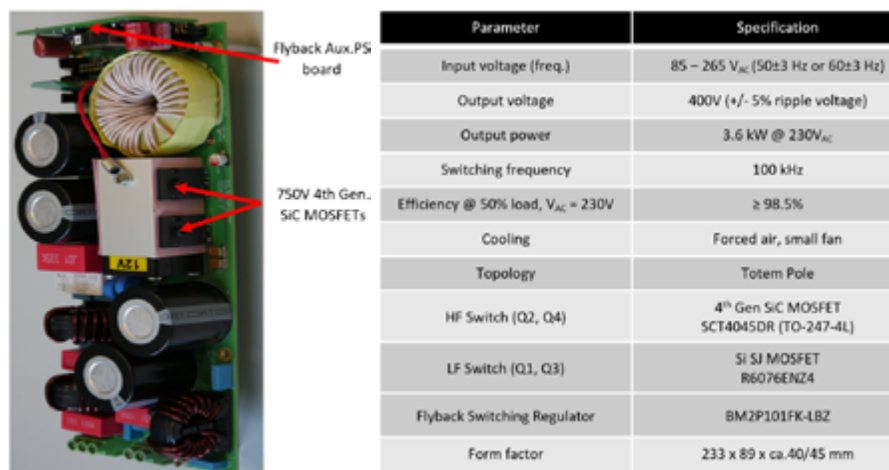 Flyback Aux.PS
board
750V 4th Gen.
SiC MOSFETs
12V
Parameter Specification
Input voltage (freq.) 85 – 265 VAC (50±3 Hz or 60±3 Hz)
Output voltage 400V (+/- 5% ripple voltage)
Output power 3.6 kW @ 230VAC
Switching frequency 100 kHz
Efficiency @ 50% load, VAC = 230V ≥ 98.5%
Cooling Forced air, small fan
Topology Totem Pole
HF Switch (Q2, Q4) 4th Gen SiC MOSFET
SCT4045DR (TO-247-4L)
LF Switch (Q1, Q3) Si SJ MOSFET
R6076ENZ4
Flyback Switching Regulator BM2P101FK-LBZ
Form factor 233 x 89 x ca.40/45 mm